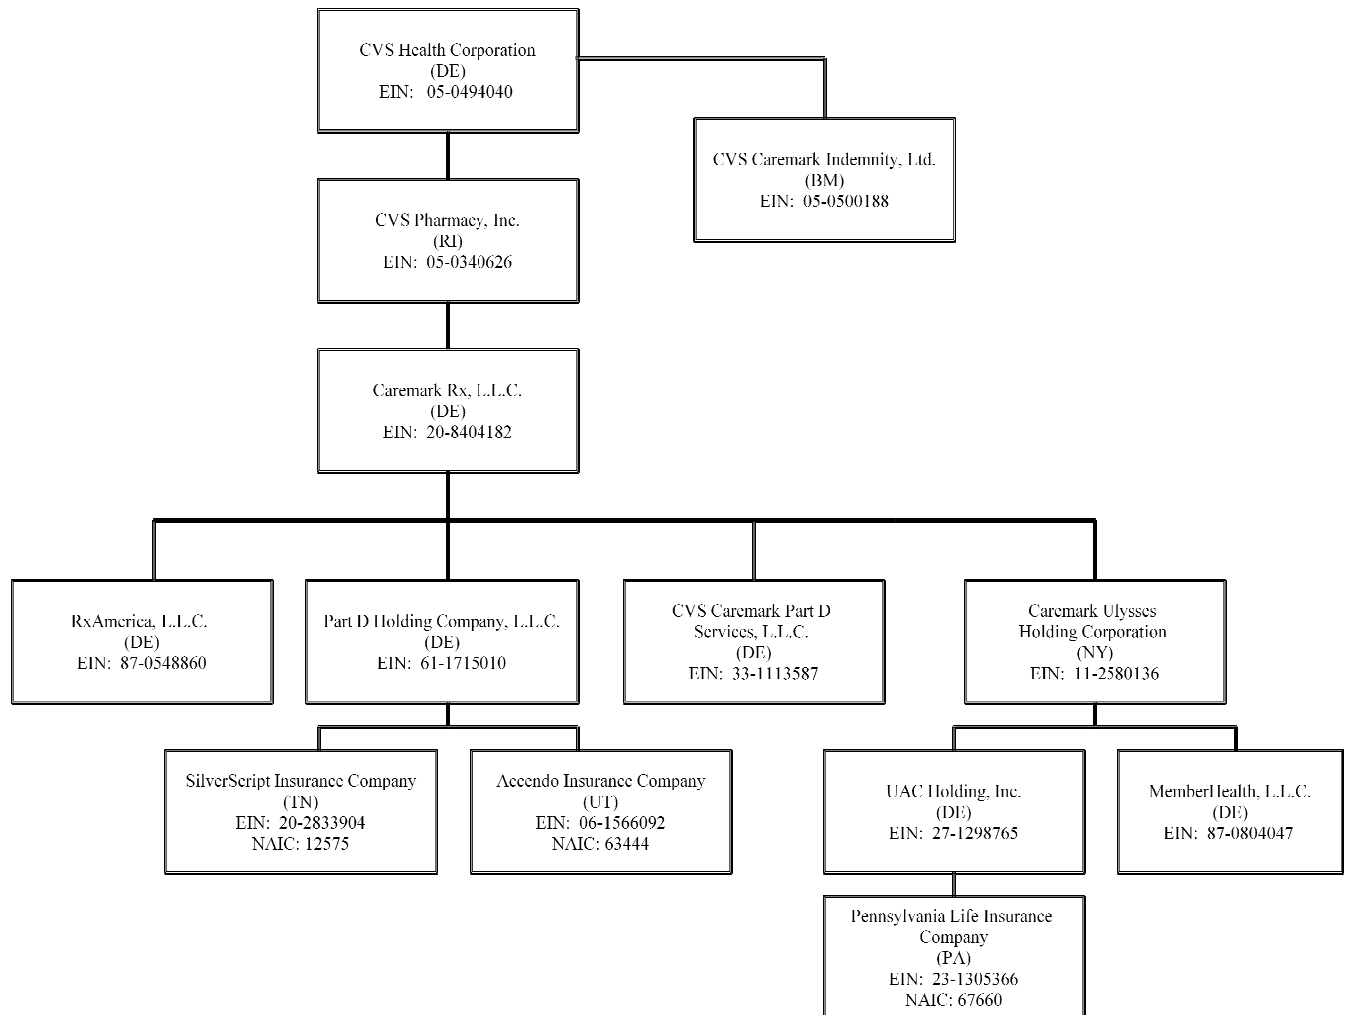 CVS Health Corporation
(DE)
EIN: 05-0494040
CVS Caremark Indemnity, Ltd.
(BM)
EIN: 05-0500188
CVS Pharmacy, Inc.
(RI)
EIN: 05-0340626
Caremark Rx, L.L.C.
(DE)
EIN: 20-8404182
RxAmerica, L.L.C.
(DE)
EIN: 87-0548860
Part D Holding Company, L.L.C.
(DE)
EIN: 61-1715010
CVS Caremark Part D
Services, L.L.C.
(DE)
EIN: 33-1113587
Caremark Ulysses
Holding Corporation
(NY)
EIN: 11-2580136
SilverScript Insurance Company
(TN)
EIN: 20-2833904
NAIC: 12575
Accendo Insurance Company
(UT)
EIN: 06-1566092
NAIC: 63444
UAC Holding, Inc.
(DE)
EIN: 27-1298765
MemberHealth, L.L.C.
(DE)
EIN: 87-0804047
Pennsylvania Life Insurance
Company
(PA)
EIN: 23-1305366
NAIC: 67660